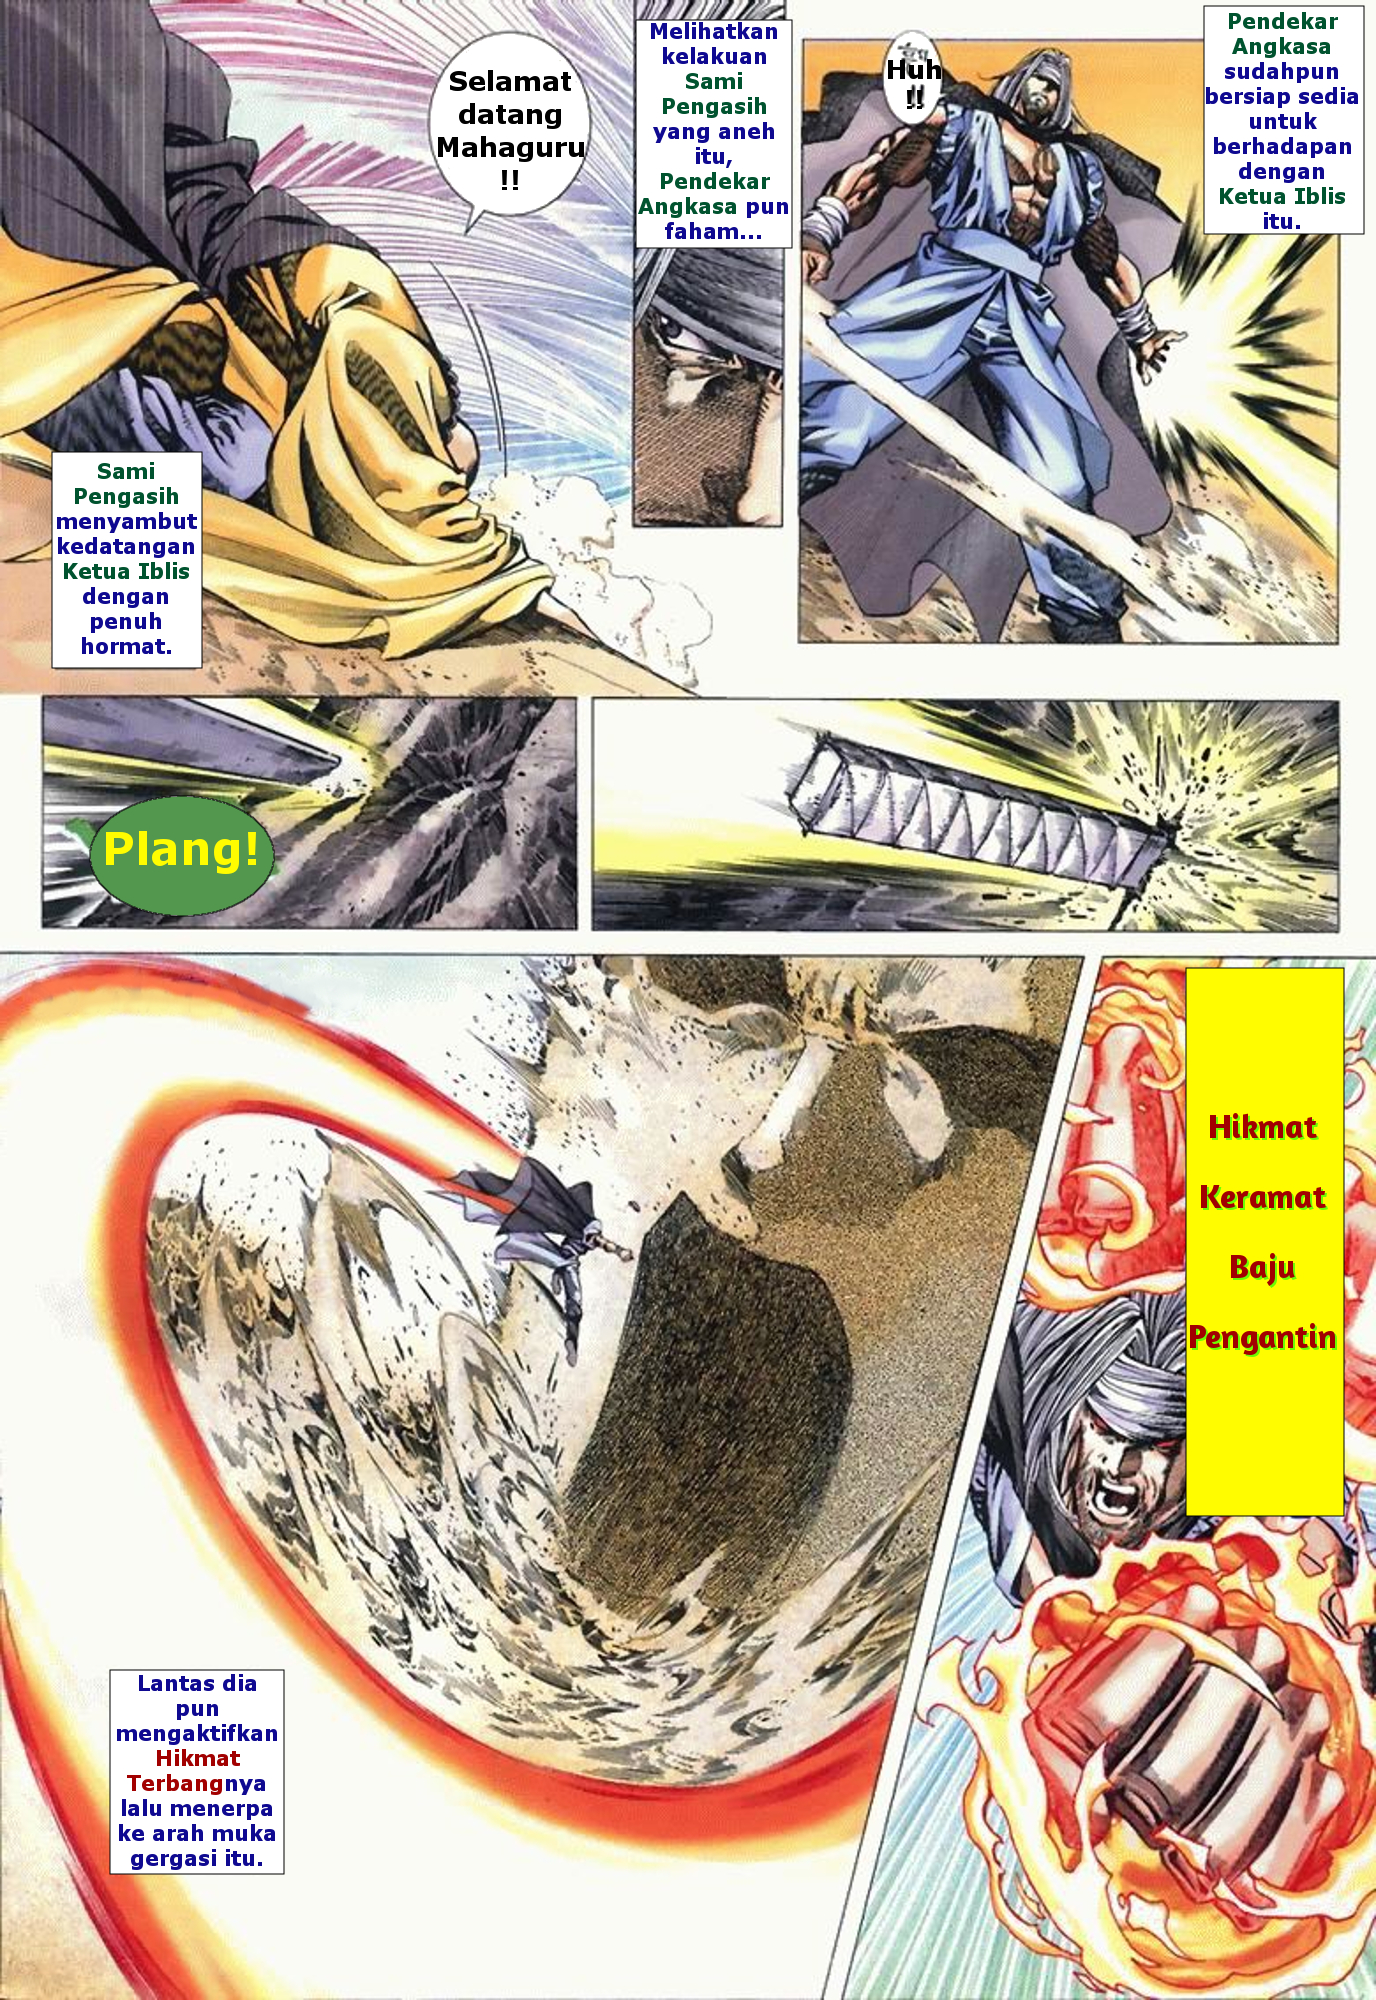 Selamat
datang
Mahaguru
!!
Sami
Pengasih
menyambut
kedatangan
Ketua Iblis
dengan
penuh
hormat.
Melihatkan
kelakuan
Sami
Pengasih
yang aneh
itu,
Pendekar
Angkasa pun
faham...
Huh
!!
Pendekar
Angkasa
sudahpun
bersiap sedia
untuk
berhadapan
dengan
Ketua Iblis
itu.
Plang!
Lantas dia
pun
mengaktifkan
Hikmat
Terbangnya
lalu menerpa
ke arah muka
gergasi itu.
Hikmat
Keramat
Baju
Pengantin